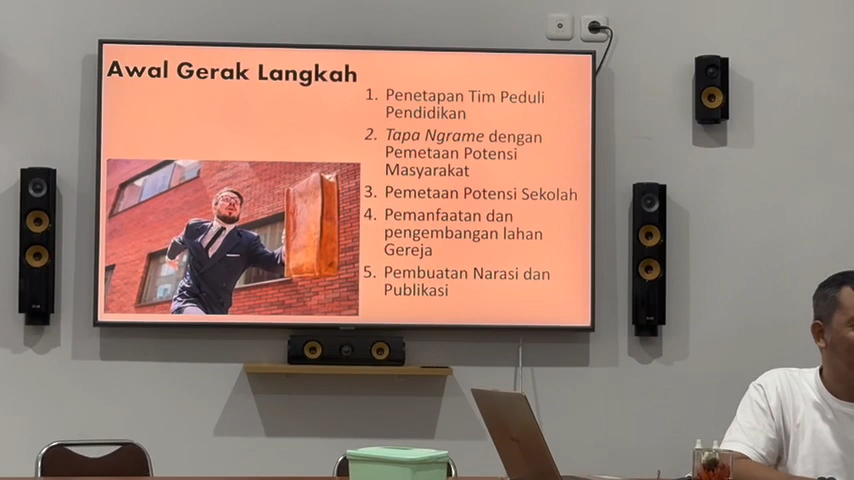 Awal Gerak Langkah
1. Penetapan Tim Peduli
Pendidikan
2. Tapa Ngrame dengan
Pemetaan Potensi
Masyarakat
3. Pemetaan Potensi Sekolah
4. Pemanfaatan dan
pengembangan lahan
Gereja
5. Pembuatan Narasi dan
Publikasi